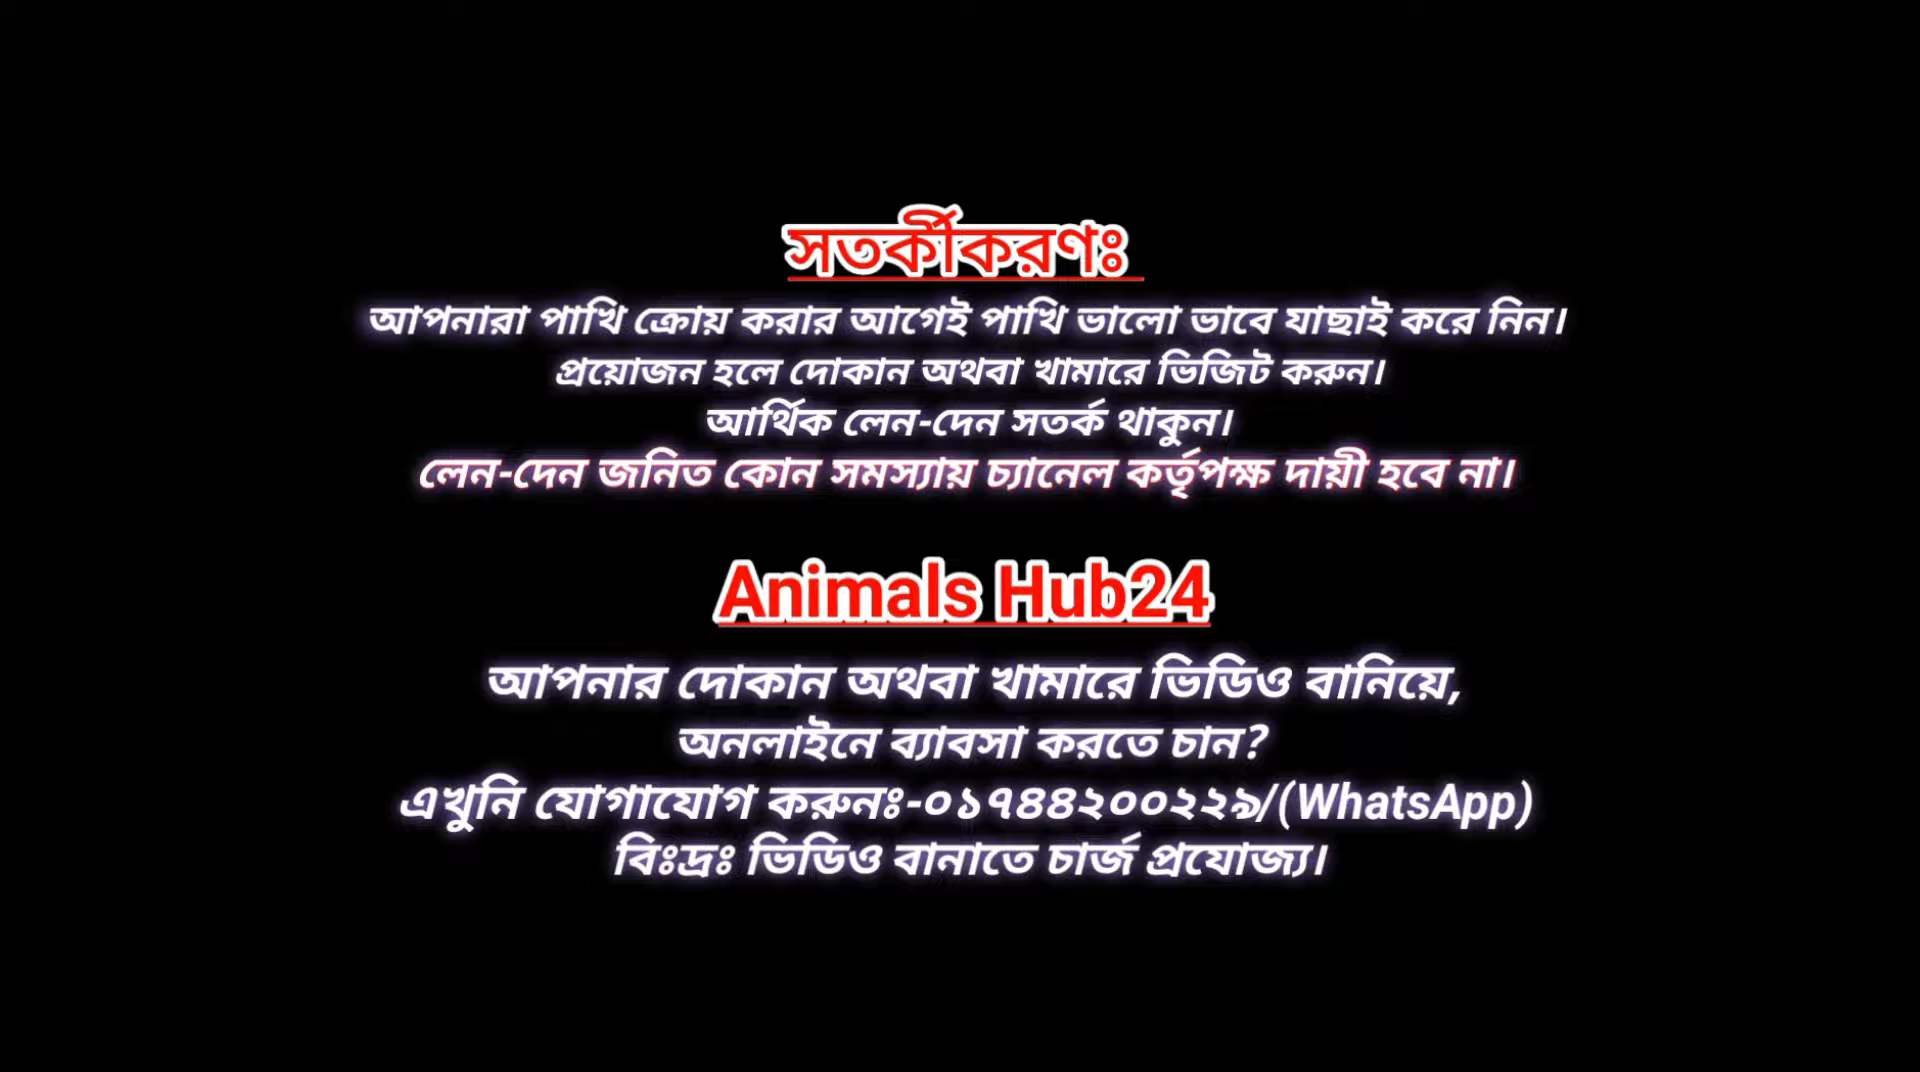 সতর্কীকরণঃ
আপনারা পাখি ক্রোয় করার আগেই পাখি ভালো ভাবে যাছাই করে নিন।
প্রয়োজন হলে দোকান অথবা খামারে ভিজিট করুন।
আর্থিক লেন-দেন সতর্ক থাকুন।
লেন-দেন জনিত কোন সমস্যায় চ্যানেল কর্তৃপক্ষ দায়ী হবে না।
Animals Hub24
আপনার দোকান অথবা খামারে ভিডিও বানিয়ে,
অনলাইনে ব্যাবসা করতে চান?
এখুনি যোগাযোগ করুনঃ-০১৭৪৪২০০২২৯/(WhatsApp)
বিঃদ্রঃ ভিডিও বানাতে চার্জ প্রযোজ্য।